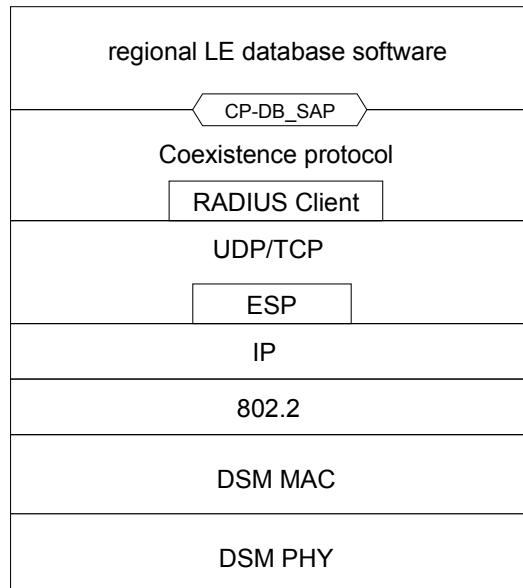 regional LE database software
CP-DB_SAP
Coexistence protocol
RADIUS Client
UDP/TCP
ESP
IP
802.2
DSM MAC
DSM PHY